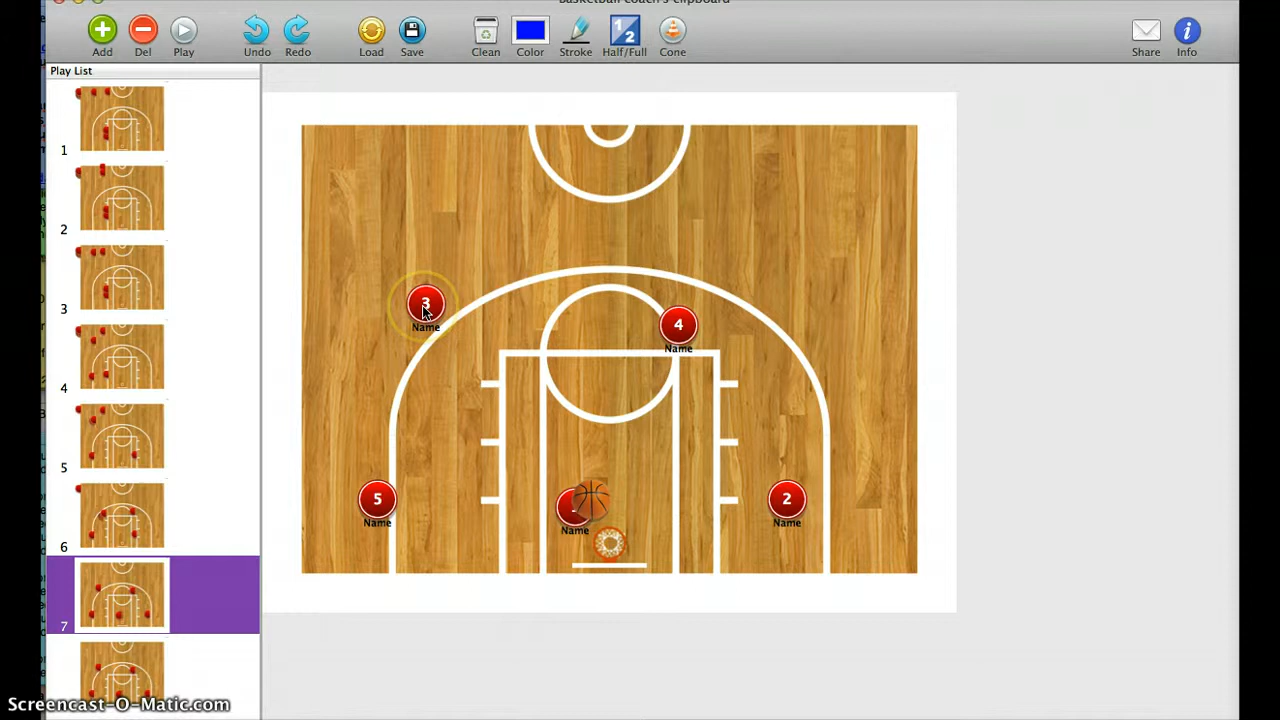 Basketball coach's clipboard
Add Del Play Undo Redo Load Save Clean Color Stroke Half/Full Cone Share Info
1
2
Play List
1
2
3
4
5
6
7
3
Name
4
Name
5
Name
Name
2
Name
Screencast-O-Matic.com